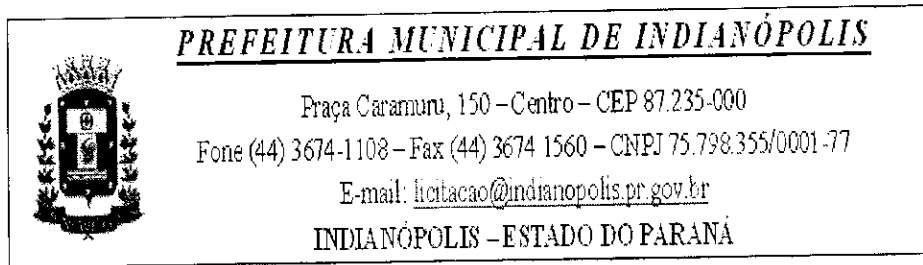 PREFEITURA MUNICIPAL DE INDIANÓPOLIS
Praça Caramuru, 150 – Centro – CEP 87.235-000
Fone (44) 3674-1108 – Fax (44) 3674 1560 – CNPJ 75.798.355/0001-77
E-mail: licitacao@indianopolis.pr.gov.br
INDIANÓPOLIS – ESTADO DO PARANÁ